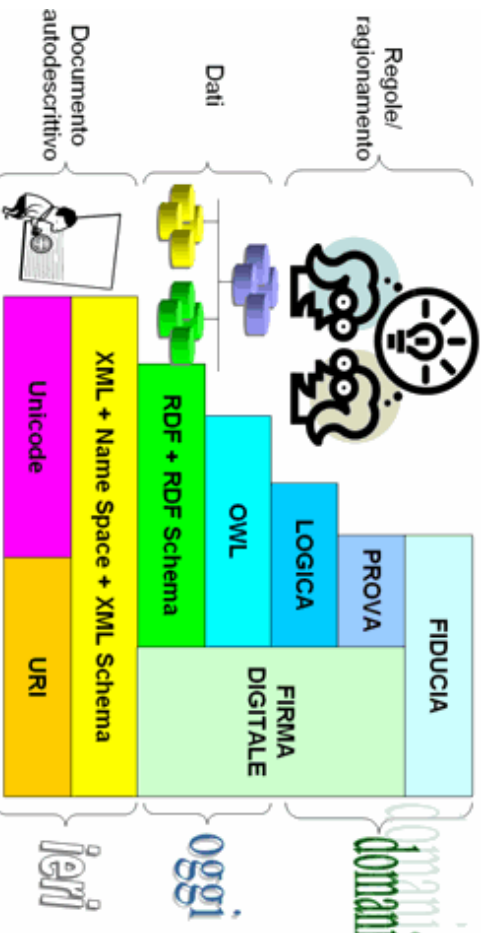 Regole/
ragionamento
Dati
Documento
autodescrittivo
FIDUCIA
PROVA
LOGICA
OWL
RDF + RDF Schema
FIRMA
DIGITALE
XML + Name Space + XML Schema
Unicode
URI
domani
domani
oggi
ieri